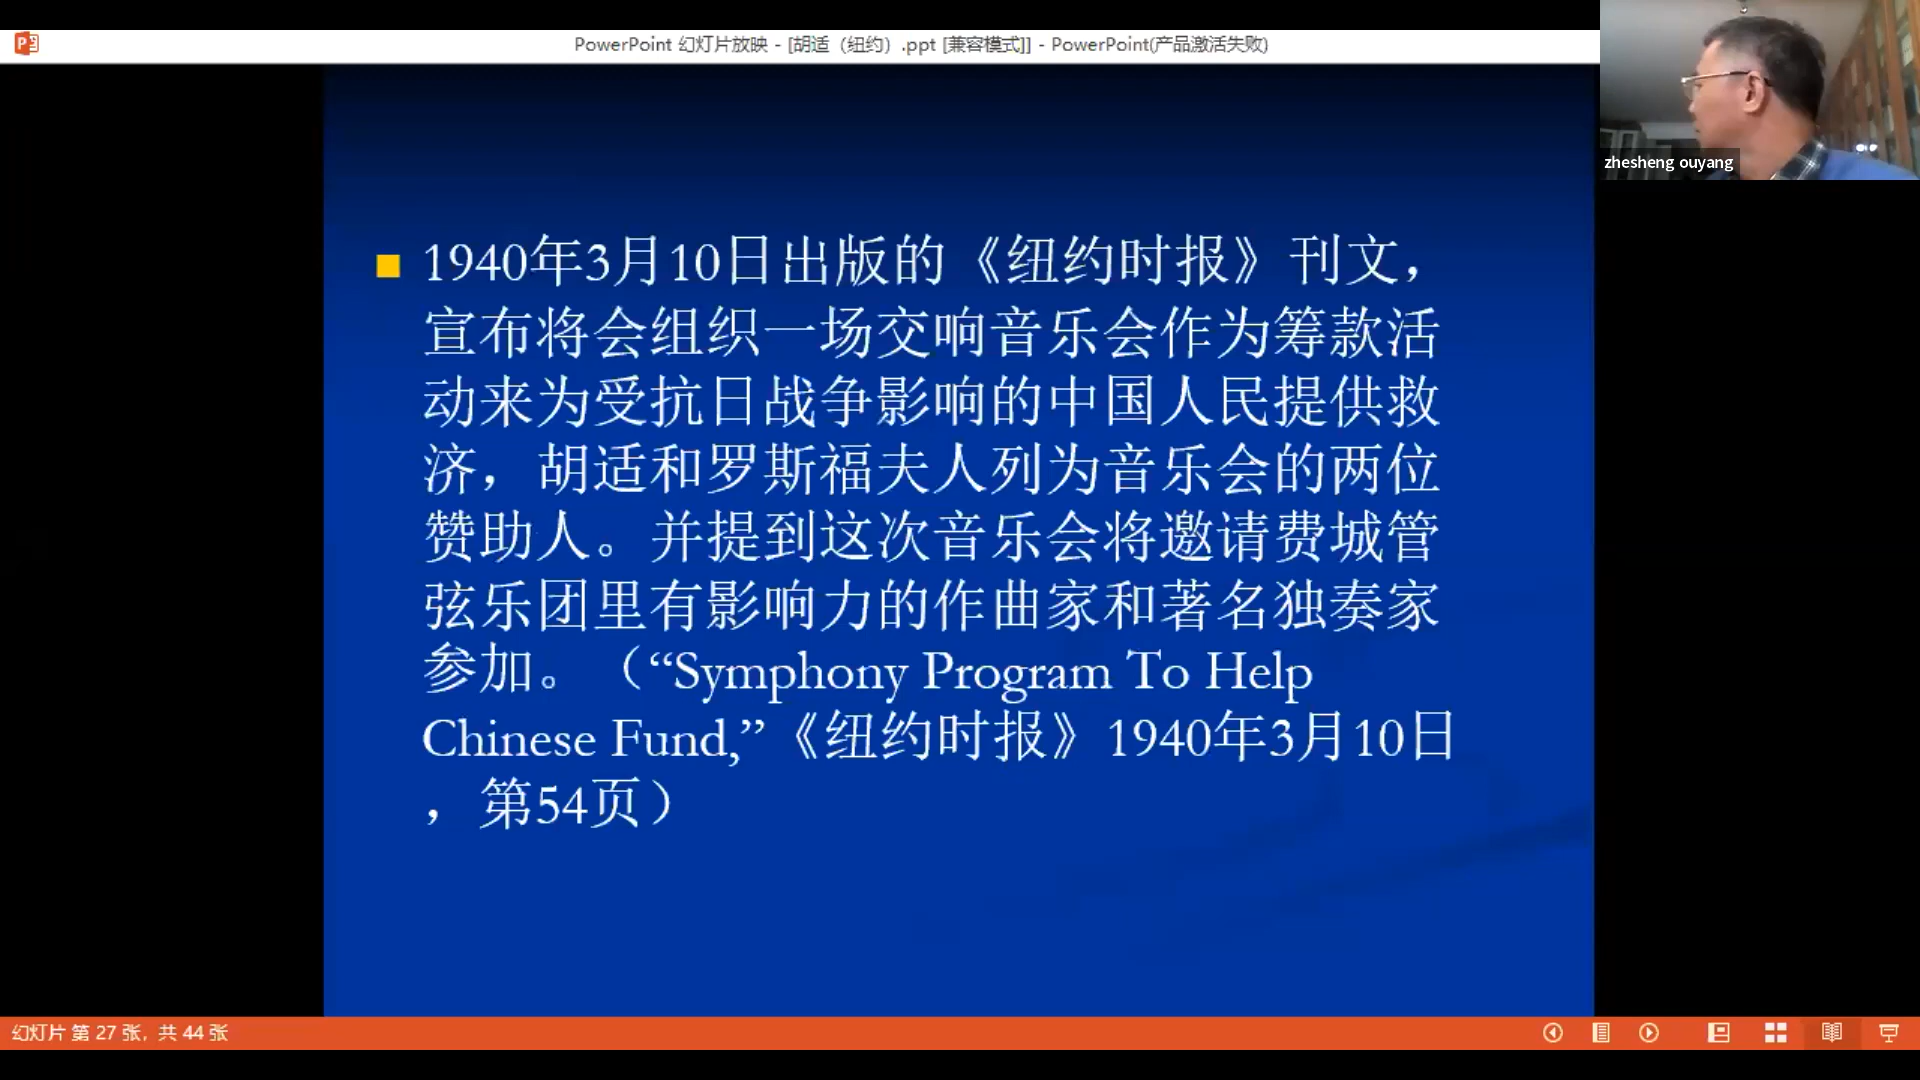 PowerPoint 幻灯片放映 - [胡适（纽约）.ppt [兼容模式]] - PowerPoint(产品激活失败)
zhesheng ouyang
1940年3月10日出版的《纽约时报》刊文，
宣布将会组织一场交响音乐会作为筹款活
动来为受抗日战争影响的中国人民提供救
济，胡适和罗斯福夫人列为音乐会的两位
赞助人。并提到这次音乐会将邀请费城管
弦乐团里有影响力的作曲家和著名独奏家
参加。（“Symphony Program To Help
Chinese Fund,”《纽约时报》1940年3月10日
，第54页）
幻灯片 第 27 张，共 44 张